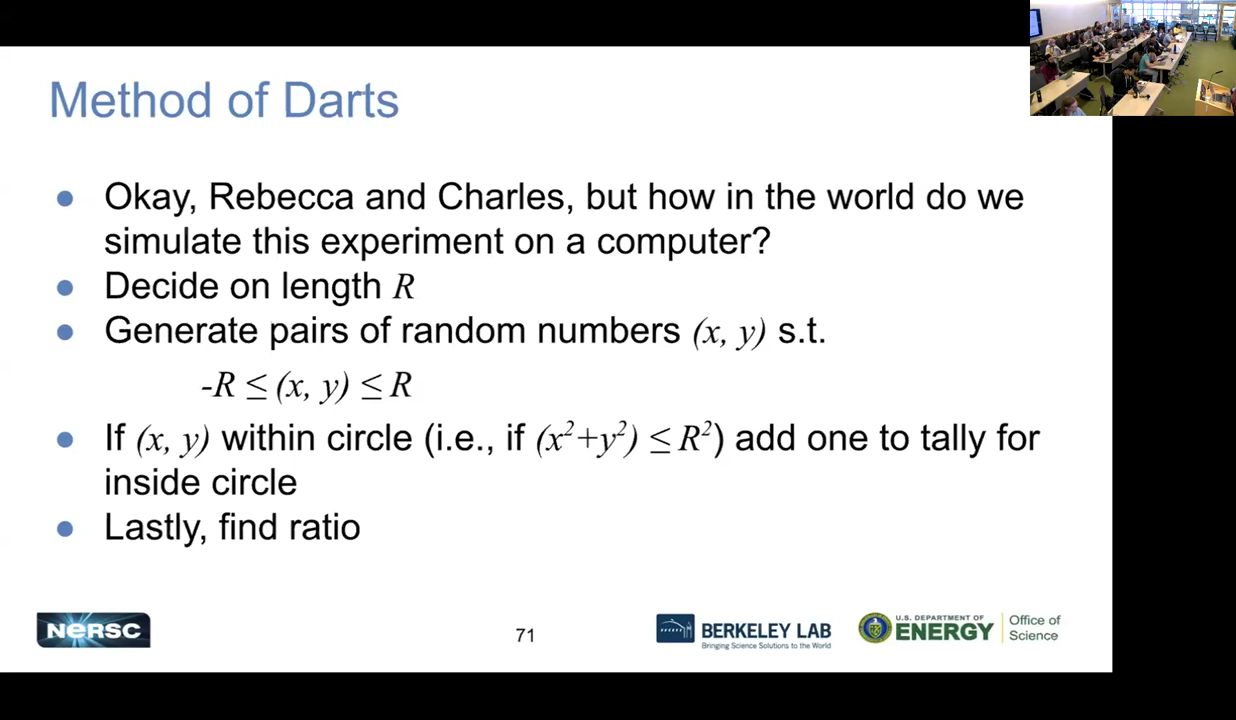 Method of Darts
● Okay, Rebecca and Charles, but how in the world do we
simulate this experiment on a computer?
● Decide on length R
● Generate pairs of random numbers (x, y) s.t.
-R ≤ (x, y) ≤ R
● If (x, y) within circle (i.e., if (x²+y²) ≤ R²) add one to tally for
inside circle
● Lastly, find ratio
NERSC
71
BERKELEY LAB
Bringing Science Solutions to the World
U.S. DEPARTMENT OF
ENERGY
Office of
Science